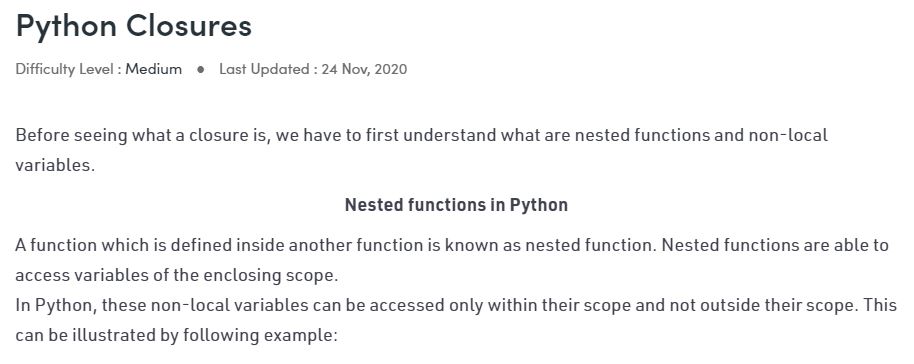 Python Closures
Difficulty Level : Medium ● Last Updated : 24 Nov, 2020
Before seeing what a closure is, we have to first understand what are nested functions and non-local
variables.
Nested functions in Python
A function which is defined inside another function is known as nested function. Nested functions are able to
access variables of the enclosing scope.
In Python, these non-local variables can be accessed only within their scope and not outside their scope. This
can be illustrated by following example: